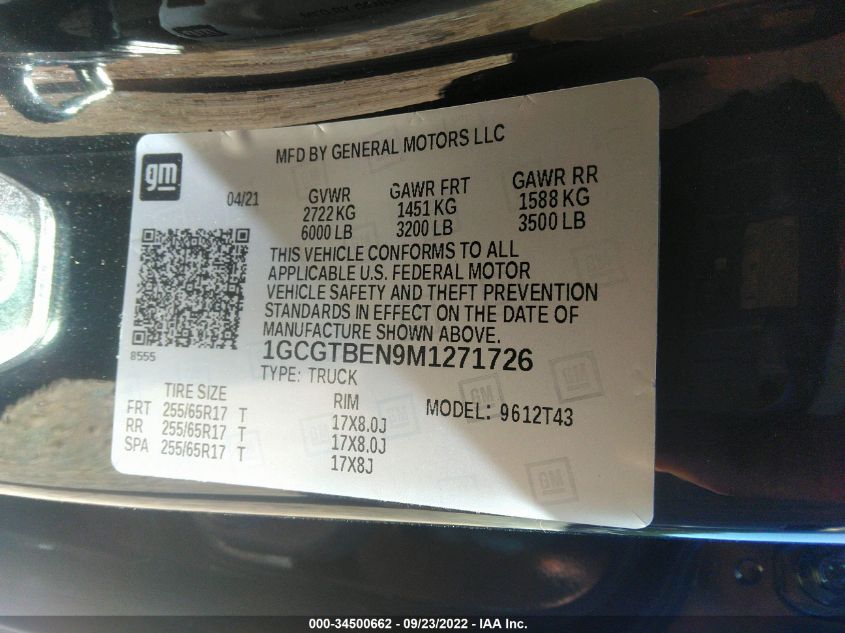 MFD BY GENERAL MOTORS LLC
gm
04/21
GVWR GAWR FRT GAWR RR
2722 KG 1451 KG 1588 KG
6000 LB 3200 LB 3500 LB
THIS VEHICLE CONFORMS TO ALL
APPLICABLE U.S. FEDERAL MOTOR
VEHICLE SAFETY AND THEFT PREVENTION
STANDARDS IN EFFECT ON THE DATE OF
MANUFACTURE SHOWN ABOVE.
8555
1GCGTBEN9M1271726
TYPE: TRUCK
TIRE SIZE RIM MODEL: 9612T43
FRT 255/65R17 T 17X8.0J
RR 255/65R17 T 17X8.0J
SPA 255/65R17 T 17X8J
000-34500662 - 09/23/2022 - IAA Inc.